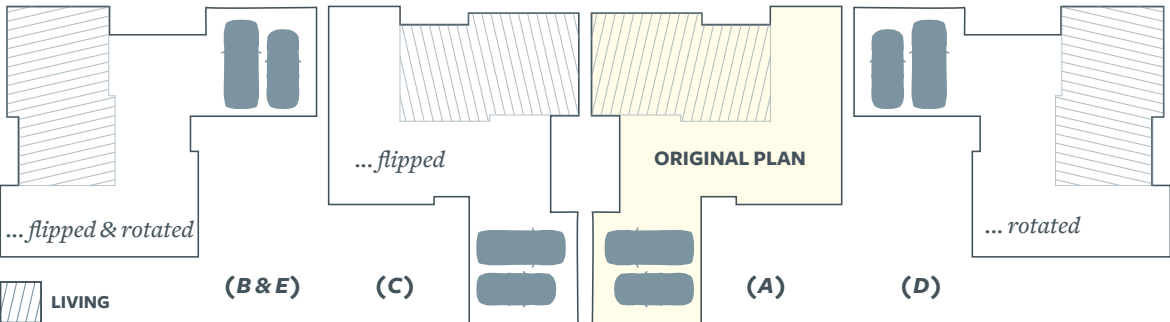 ... flipped
ORIGINAL PLAN
... flipped & rotated
... rotated
(B & E)
(C)
(A)
(D)
LIVING